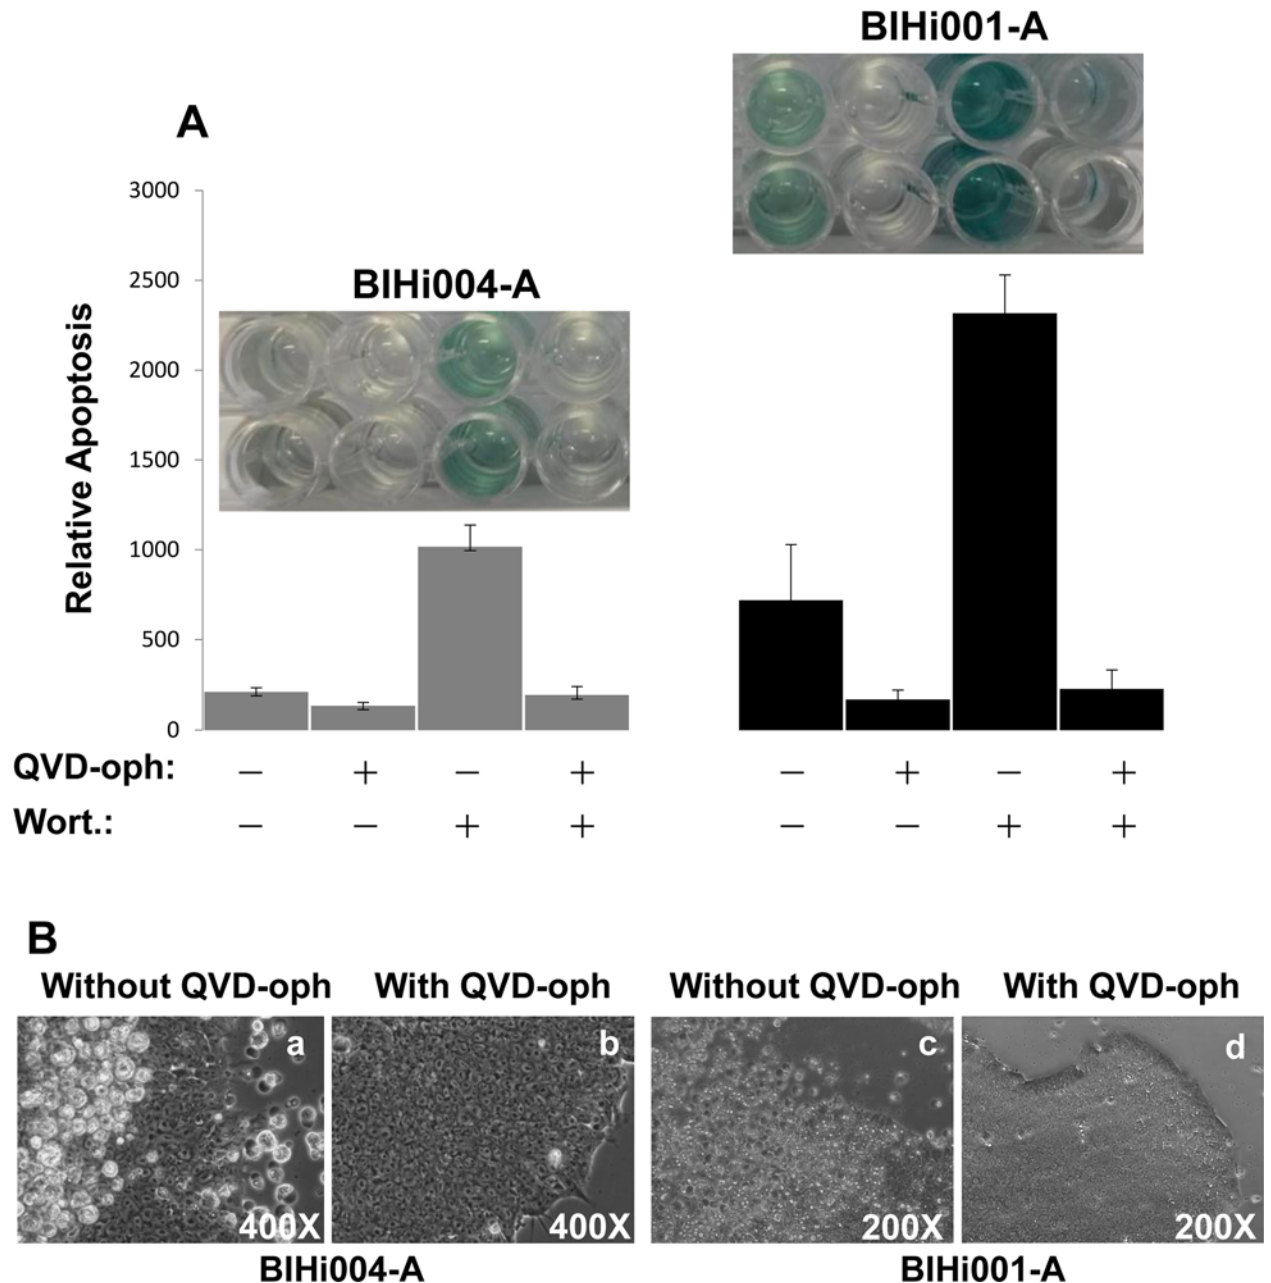 BIHi001-A
A
3000
2500
BIHi004-A
2000
1500
1000
500
0
Relative Apoptosis
QVD-oph: – + – + – + – +
Wort.: – – + + – – + +
B
Without QVD-oph With QVD-oph Without QVD-oph With QVD-oph
a b c d
400X 400X 200X 200X
BIHi004-A BIHi001-A